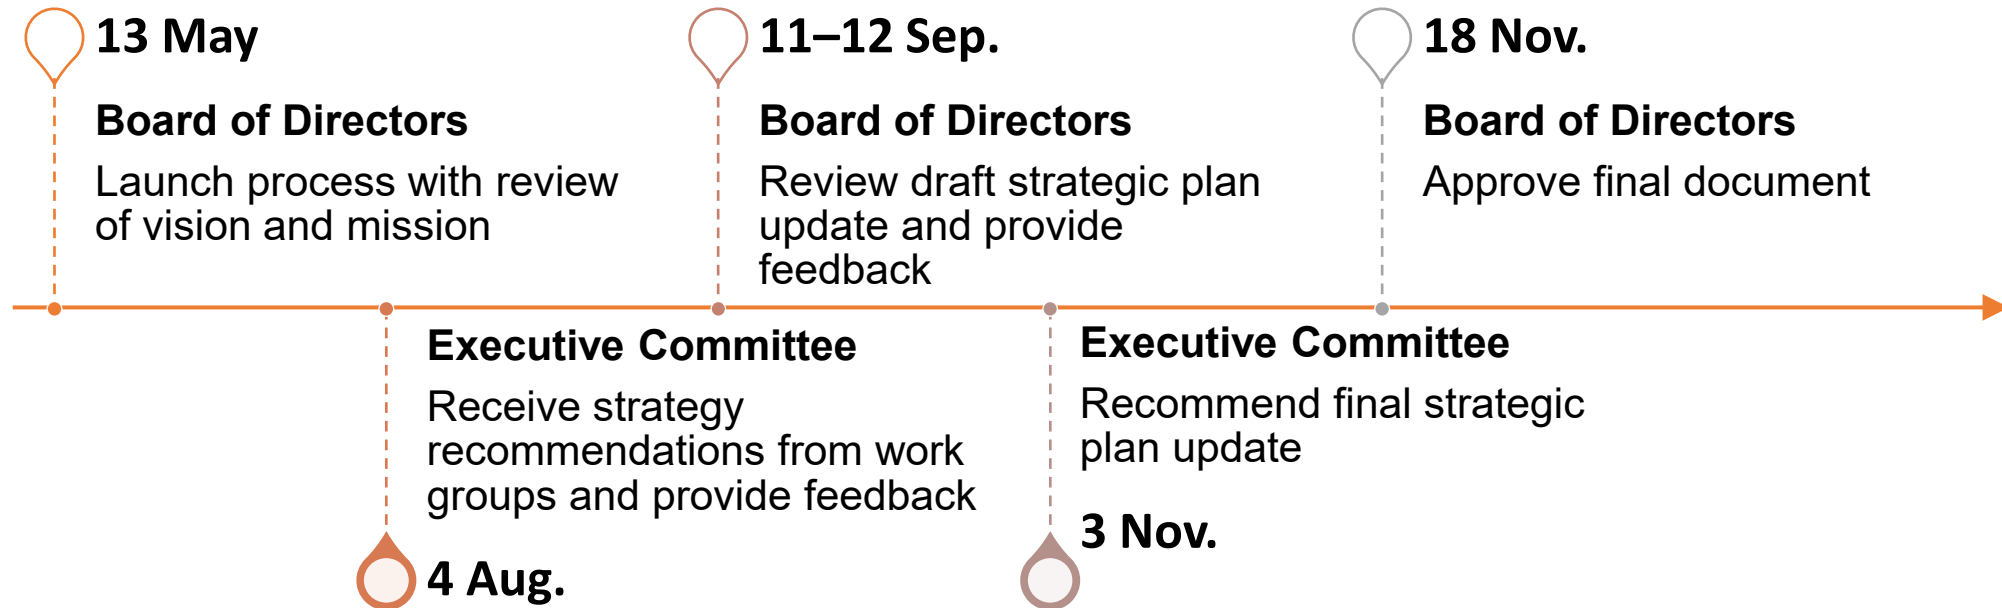 13 May
Board of Directors
Launch process with review
of vision and mission
11–12 Sep.
Board of Directors
Review draft strategic plan
update and provide
feedback
18 Nov.
Board of Directors
Approve final document
Executive Committee
Receive strategy
recommendations from work
groups and provide feedback
4 Aug.
Executive Committee
Recommend final strategic
plan update
3 Nov.